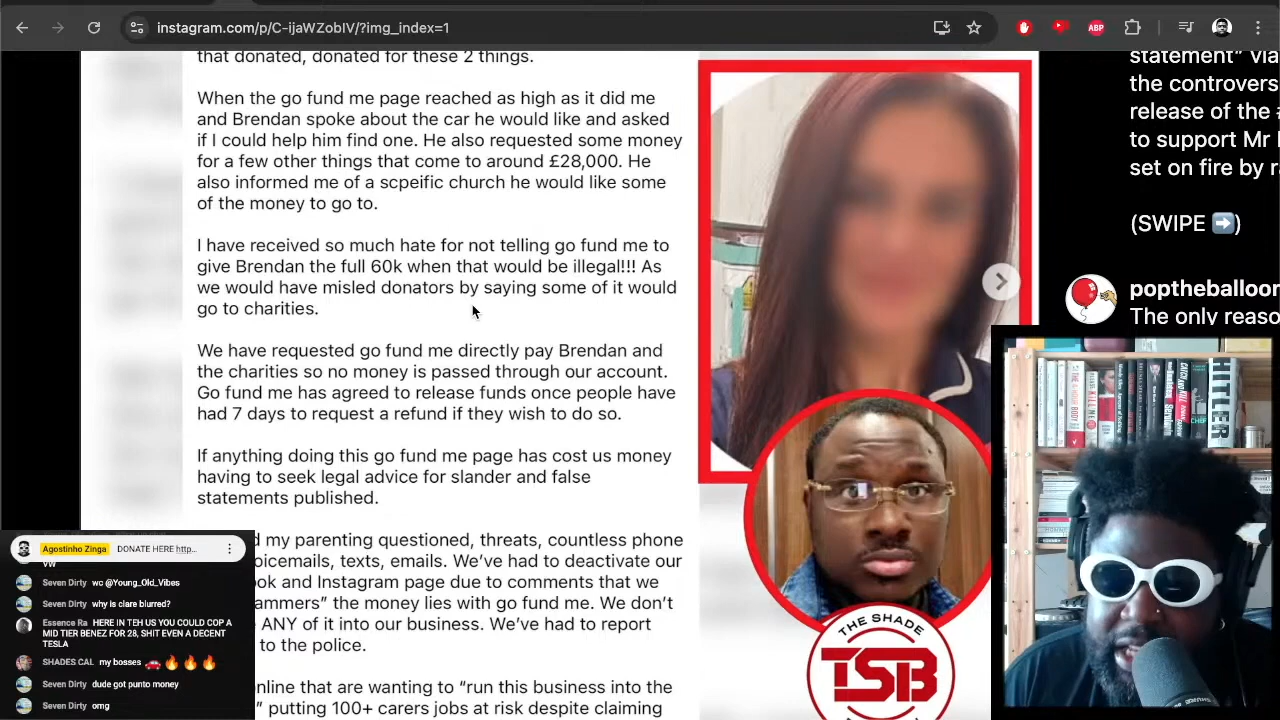 instagram.com/p/C-ijaWZobIV/?img_index=1
ABP
that donated, donated for these 2 things.
When the go fund me page reached as high as it did me
and Brendan spoke about the car he would like and asked
if I could help him find one. He also requested some money
for a few other things that come to around £28,000. He
also informed me of a scpeific church he would like some
of the money to go to.
I have received so much hate for not telling go fund me to
give Brendan the full 60k when that would be illegal!!! As
we would have misled donators by saying some of it would
go to charities.
We have requested go fund me directly pay Brendan and
the charities so no money is passed through our account.
Go fund me has agreed to release funds once people have
had 7 days to request a refund if they wish to do so.
If anything doing this go fund me page has cost us money
having to seek legal advice for slander and false
statements published.
my parenting questioned, threats, countless phone
voicemails, texts, emails. We've had to deactivate our
ook and Instagram page due to comments that we
ammers” the money lies with go fund me. We don't
ANY of it into our business. We've had to report
to the police.
online that are wanting to “run this business into the
” putting 100+ carers jobs at risk despite claiming
statement” via
the controvers
release of the
to support Mr
set on fire by ra
(SWIPE ➡️)
poptheballoon
The only reaso
THE SHADE
TSB
HITLER
CATCH AND KILL
Agostinho Zinga DONATE HERE http...
VW
Seven Dirty wc @Young_Old_Vibes
Seven Dirty why is clare blurred?
Essence Ra HERE IN TEH US YOU COULD COP A
MID TIER BENEZ FOR 28, SHIT EVEN A DECENT
TESLA
SHADES CAL my bosses 🚗🔥🔥🔥
Seven Dirty dude got punto money
Seven Dirty omg